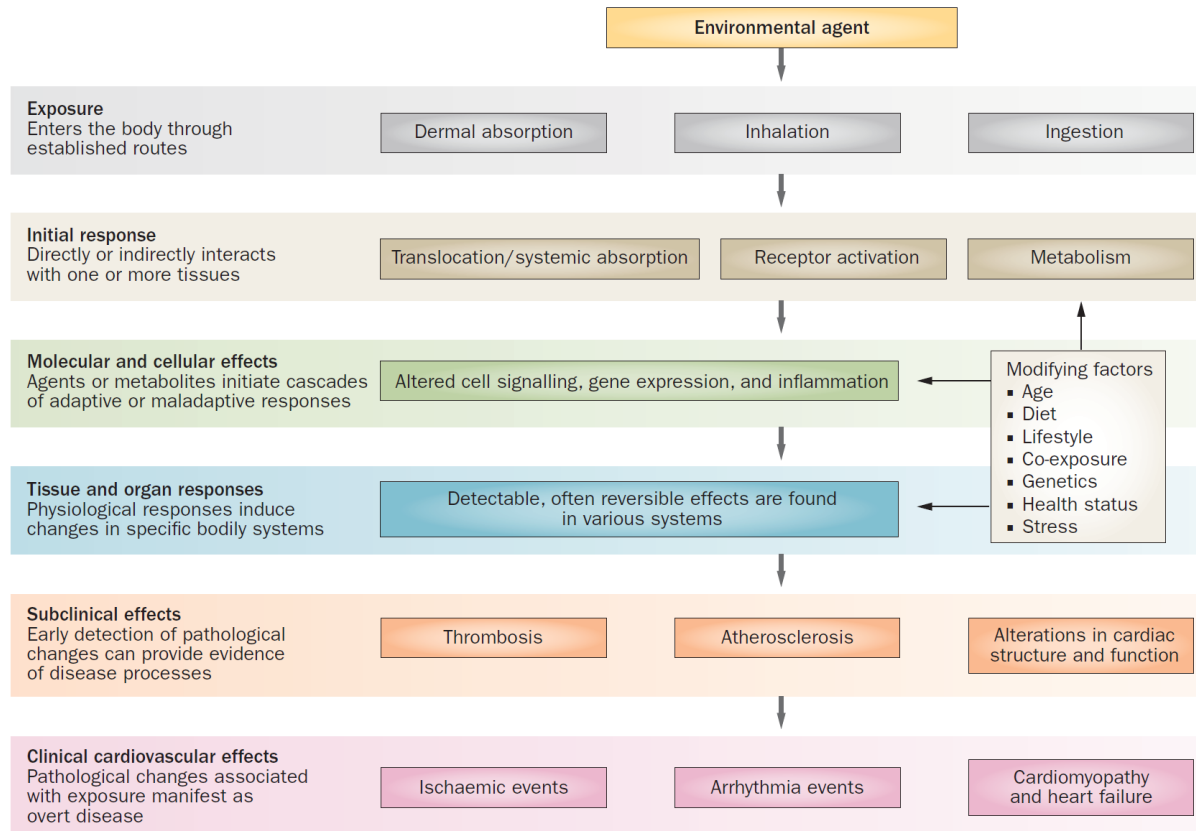 Environmental agent
Exposure
Enters the body through
established routes
Dermal absorption
Inhalation
Ingestion
Initial response
Directly or indirectly interacts
with one or more tissues
Translocation/systemic absorption
Receptor activation
Metabolism
Molecular and cellular effects
Agents or metabolites initiate cascades
of adaptive or maladaptive responses
Altered cell signalling, gene expression, and inflammation
Modifying factors
▪ Age
▪ Diet
▪ Lifestyle
▪ Co-exposure
▪ Genetics
▪ Health status
▪ Stress
Tissue and organ responses
Physiological responses induce
changes in specific bodily systems
Detectable, often reversible effects are found
in various systems
Subclinical effects
Early detection of pathological
changes can provide evidence
of disease processes
Thrombosis
Atherosclerosis
Alterations in cardiac
structure and function
Clinical cardiovascular effects
Pathological changes associated
with exposure manifest as
overt disease
Ischaemic events
Arrhythmia events
Cardiomyopathy
and heart failure